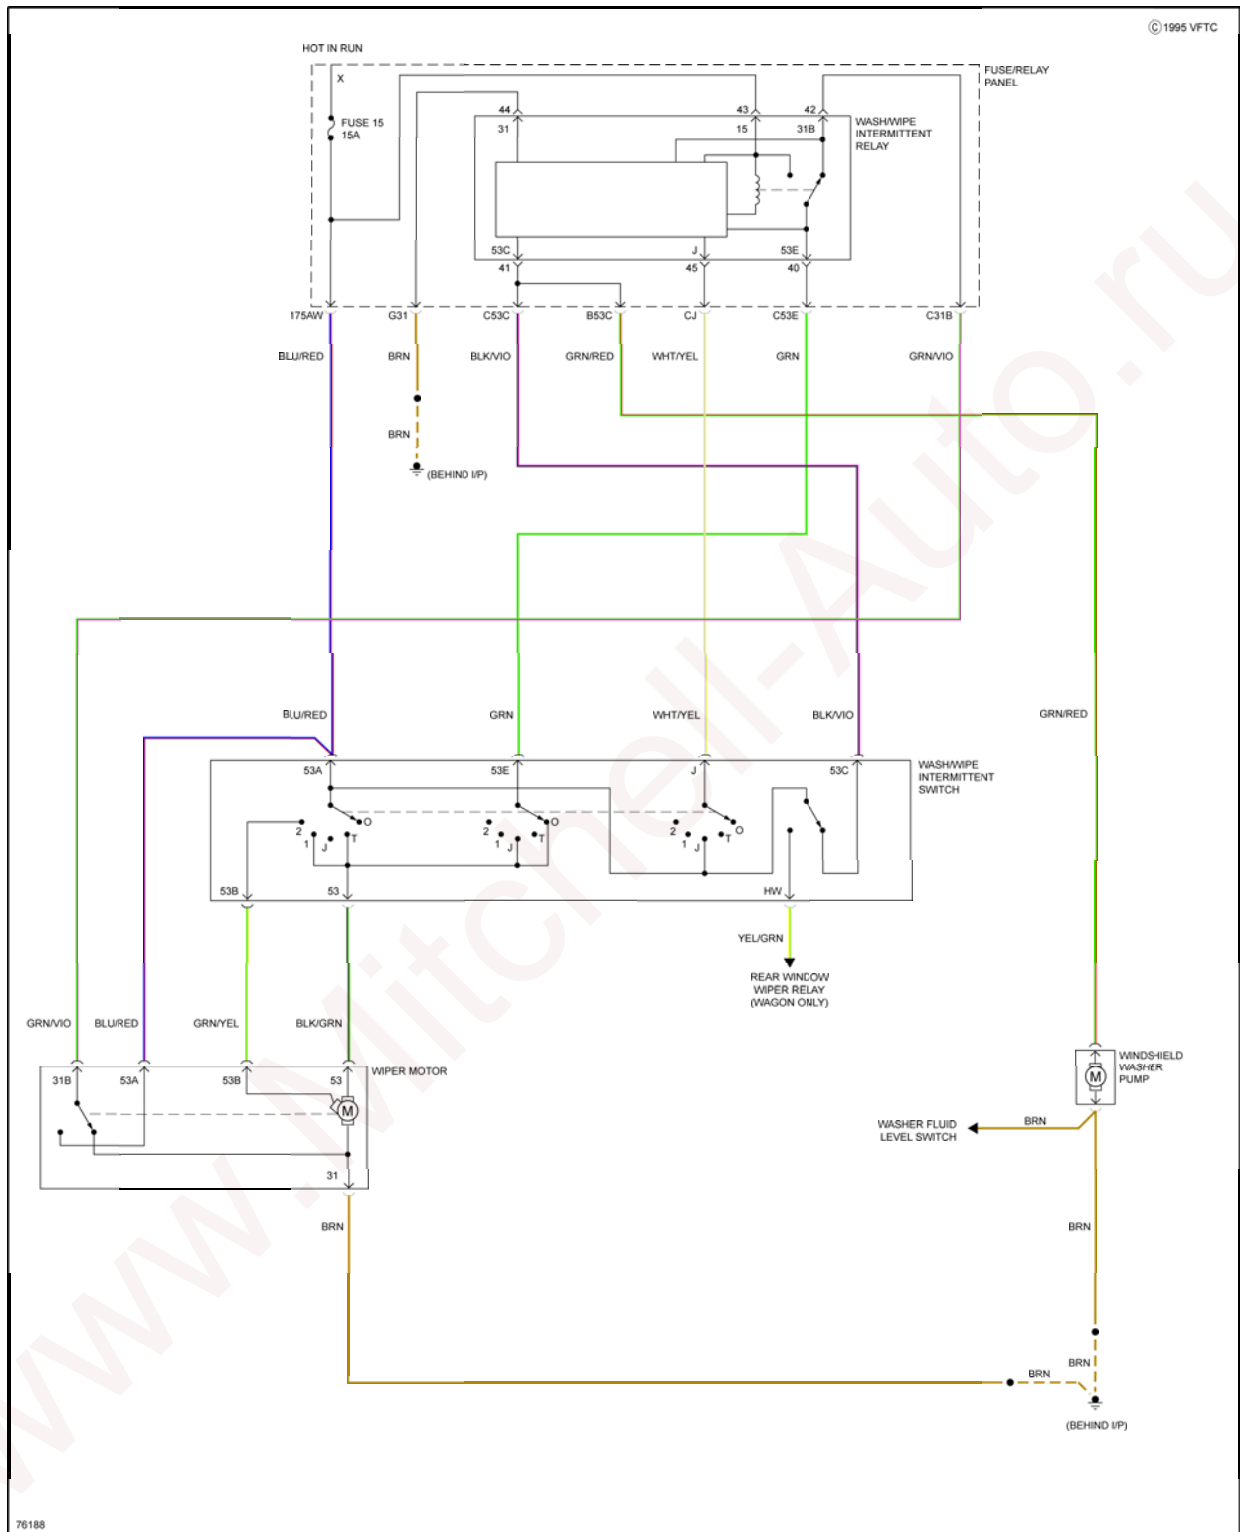 © 1995 VFTC
HOT IN RUN
X
FUSE/RELAY
PANEL
FUSE 15
15A
44
43
42
31
15
31B
WASH/WIPE
INTERMITTENT
RELAY
53C
J
53E
41
45
40
175AW
G31
C53C
B53C
CJ
C53E
C31B
BLU/RED
BRN
BLK/VIO
GRN/RED
WHT/YEL
GRN
GRN/VIO
BRN
(BEHIND I/P)
BLU/RED
GRN
WHT/YEL
BLK/VIO
GRN/RED
53A
53E
J
53C
WASH/WIPE
INTERMITTENT
SWITCH
2
1
J
T
O
2
1
J
T
O
2
1
J
T
O
53B
53
HW
YEL/GRN
REAR WINDOW
WIPER RELAY
(WAGON ONLY)
GRN/VIO
BLU/RED
GRN/YEL
BLK/GRN
31B
53A
53B
53
WIPER MOTOR
M
31
WINDSHIELD
WASHER
PUMP
M
WASHER FLUID
LEVEL SWITCH
BRN
BRN
BRN
BRN
BRN
(BEHIND I/P)
76188
www.Mitchell-Auto.ru